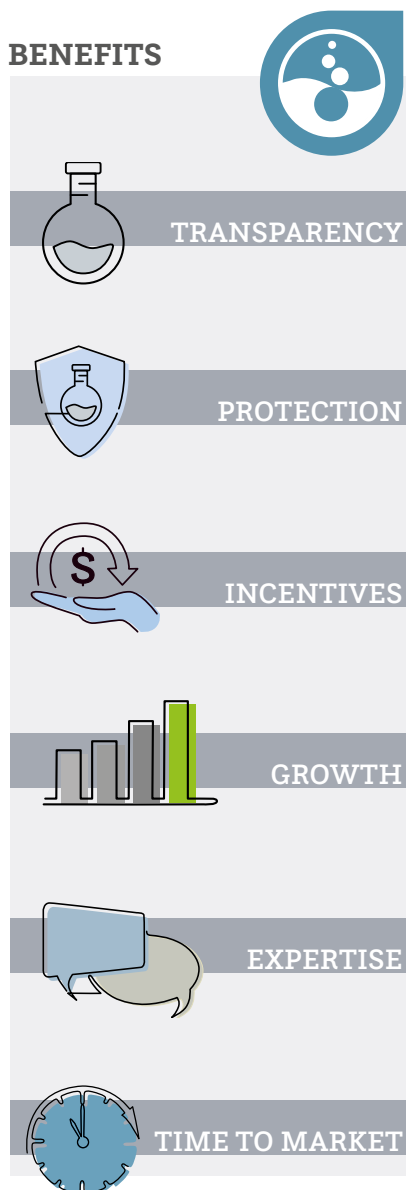 BENEFITS
TRANSPARENCY
PROTECTION
$
INCENTIVES
GROWTH
EXPERTISE
TIME TO MARKET